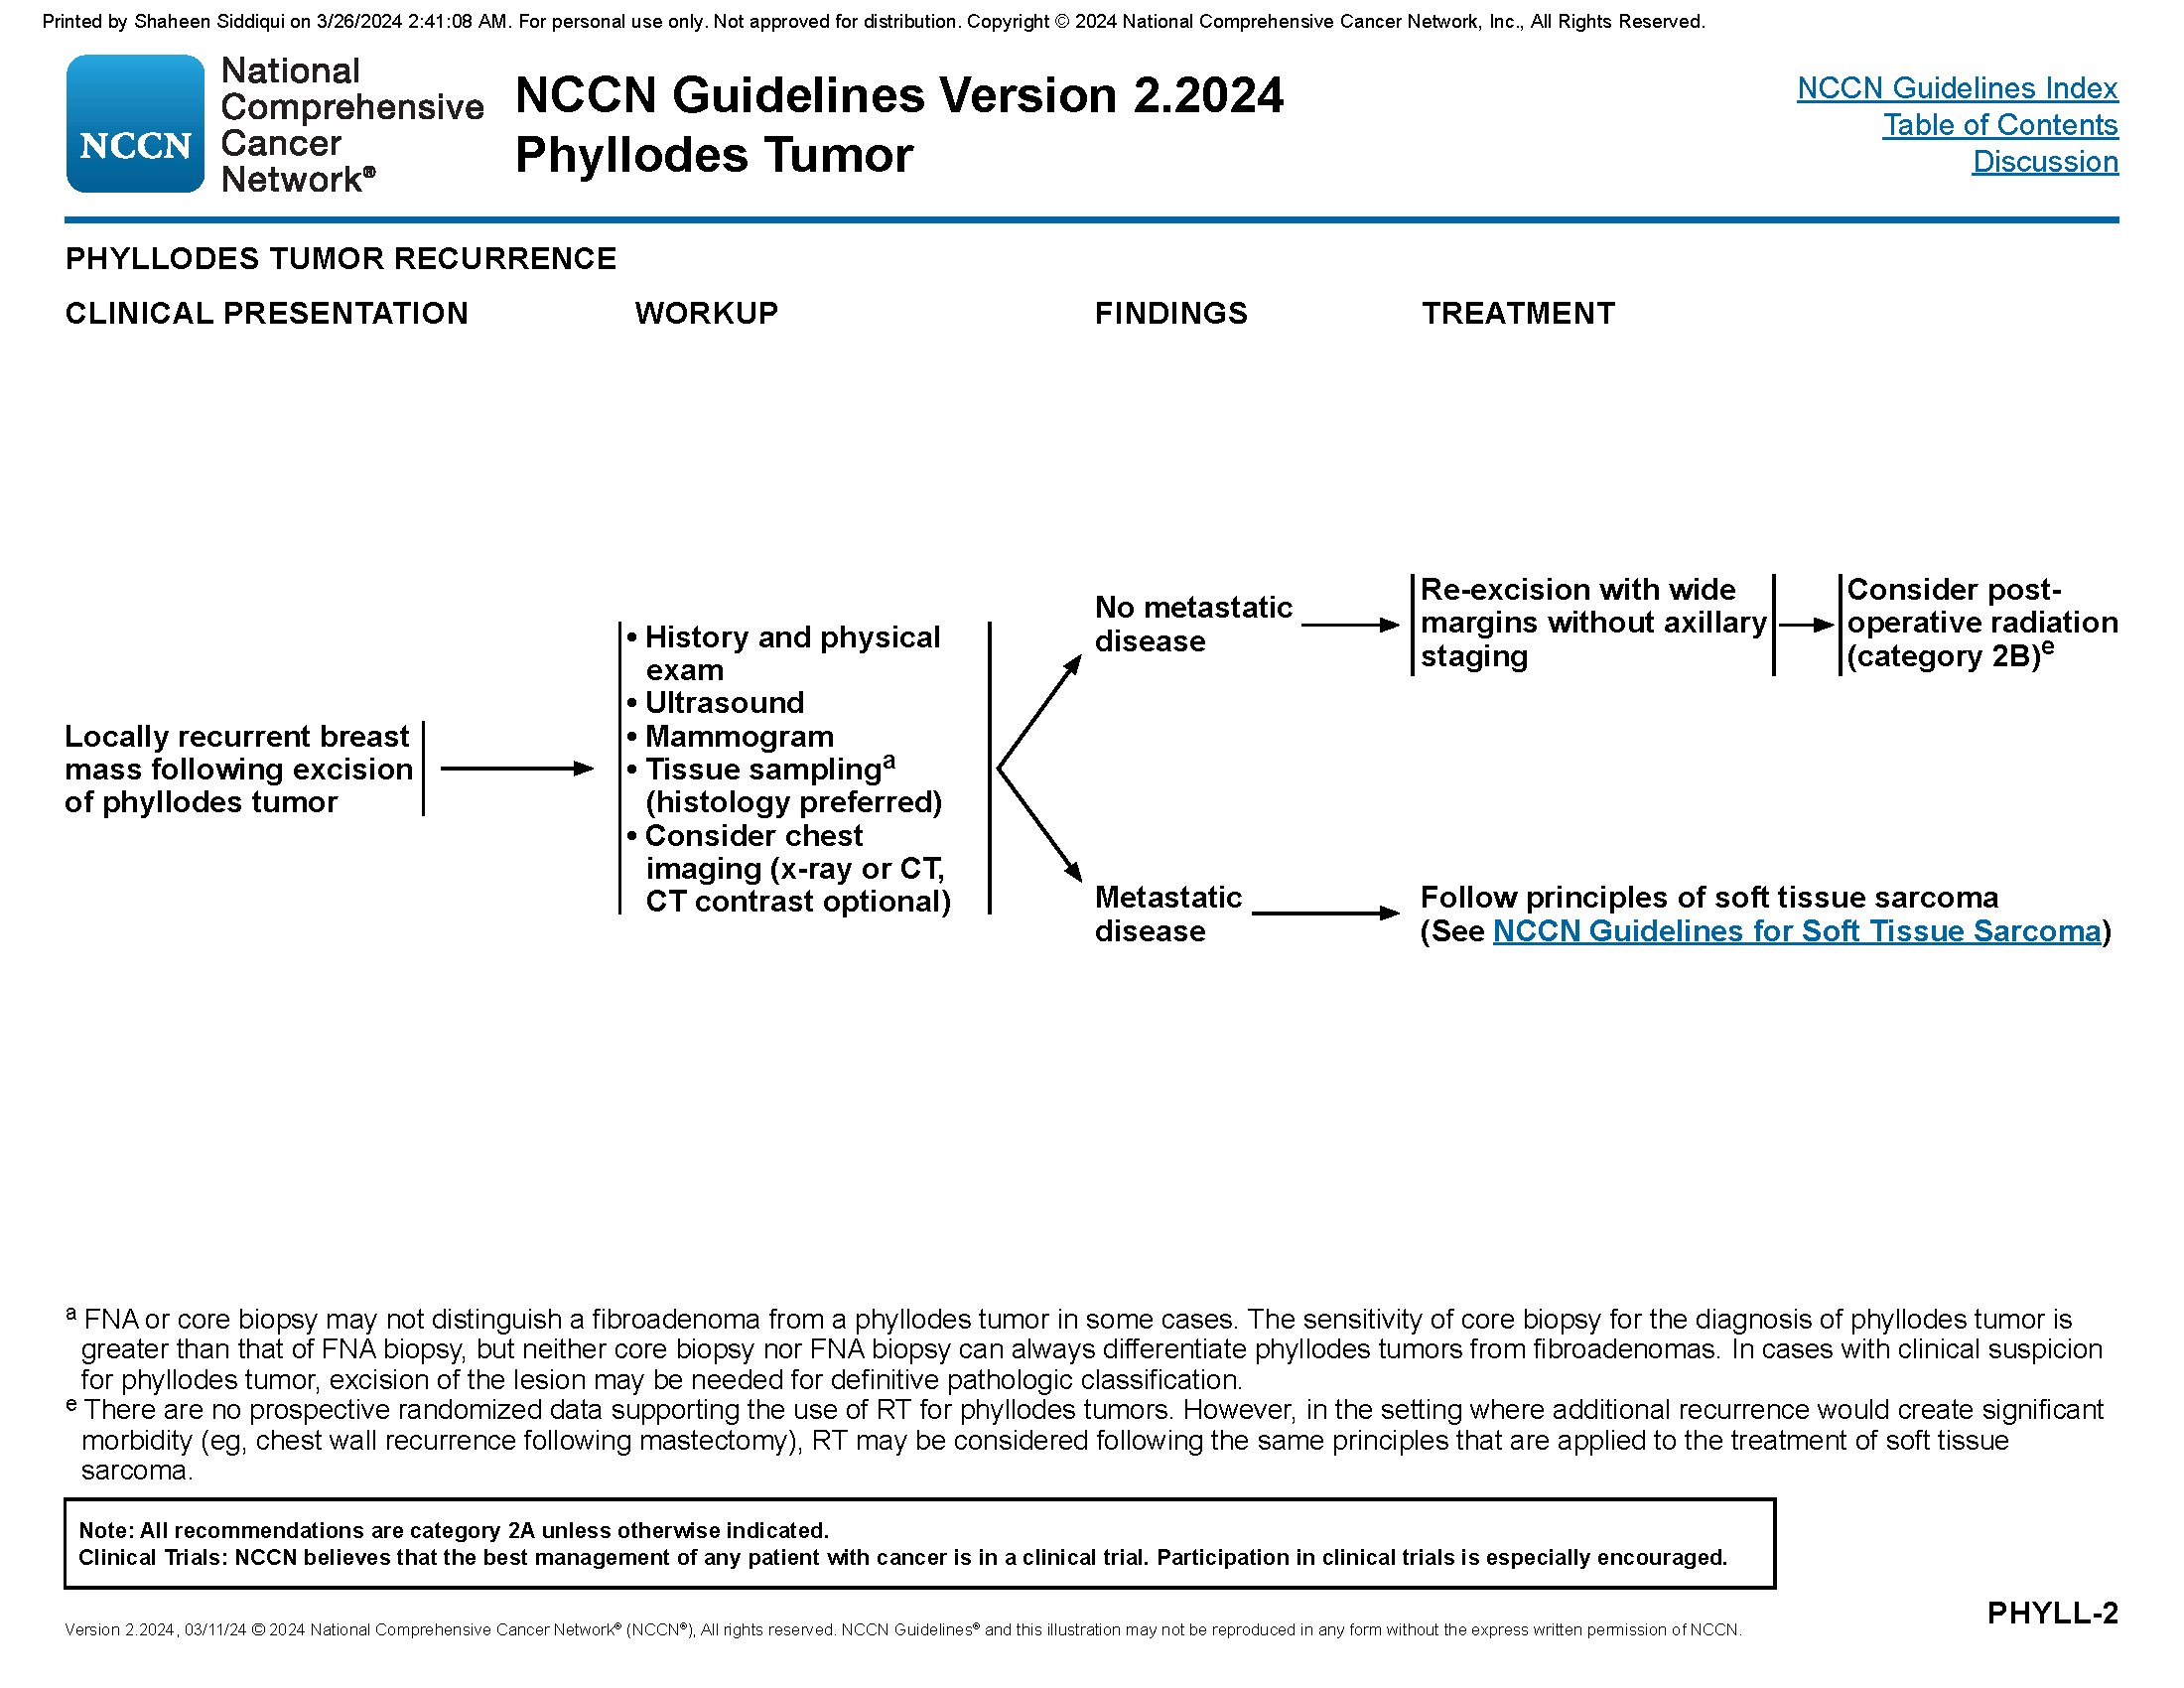 Printed by Shaheen Siddiqui on 3/26/2024 2:41:08 AM. For personal use only. Not approved for distribution. Copyright © 2024 National Comprehensive Cancer Network, Inc., All Rights Reserved.
NCCN
National
Comprehensive
Cancer
Network®
NCCN Guidelines Version 2.2024
Phyllodes Tumor
NCCN Guidelines Index
Table of Contents
Discussion
PHYLLODES TUMOR RECURRENCE
CLINICAL PRESENTATION
WORKUP
FINDINGS
TREATMENT
Locally recurrent breast
mass following excision
of phyllodes tumor
• History and physical
exam
• Ultrasound
• Mammogram
• Tissue samplingᵃ
(histology preferred)
• Consider chest
imaging (x-ray or CT,
CT contrast optional)
No metastatic
disease
Re-excision with wide
margins without axillary
staging
Consider post-
operative radiation
(category 2B)ᵉ
Metastatic
disease
Follow principles of soft tissue sarcoma
(See NCCN Guidelines for Soft Tissue Sarcoma)
ᵃ FNA or core biopsy may not distinguish a fibroadenoma from a phyllodes tumor in some cases. The sensitivity of core biopsy for the diagnosis of phyllodes tumor is
greater than that of FNA biopsy, but neither core biopsy nor FNA biopsy can always differentiate phyllodes tumors from fibroadenomas. In cases with clinical suspicion
for phyllodes tumor, excision of the lesion may be needed for definitive pathologic classification.
ᵉ There are no prospective randomized data supporting the use of RT for phyllodes tumors. However, in the setting where additional recurrence would create significant
morbidity (eg, chest wall recurrence following mastectomy), RT may be considered following the same principles that are applied to the treatment of soft tissue
sarcoma.
Note: All recommendations are category 2A unless otherwise indicated.
Clinical Trials: NCCN believes that the best management of any patient with cancer is in a clinical trial. Participation in clinical trials is especially encouraged.
PHYLL-2
Version 2.2024, 03/11/24 © 2024 National Comprehensive Cancer Network® (NCCN®), All rights reserved. NCCN Guidelines® and this illustration may not be reproduced in any form without the express written permission of NCCN.